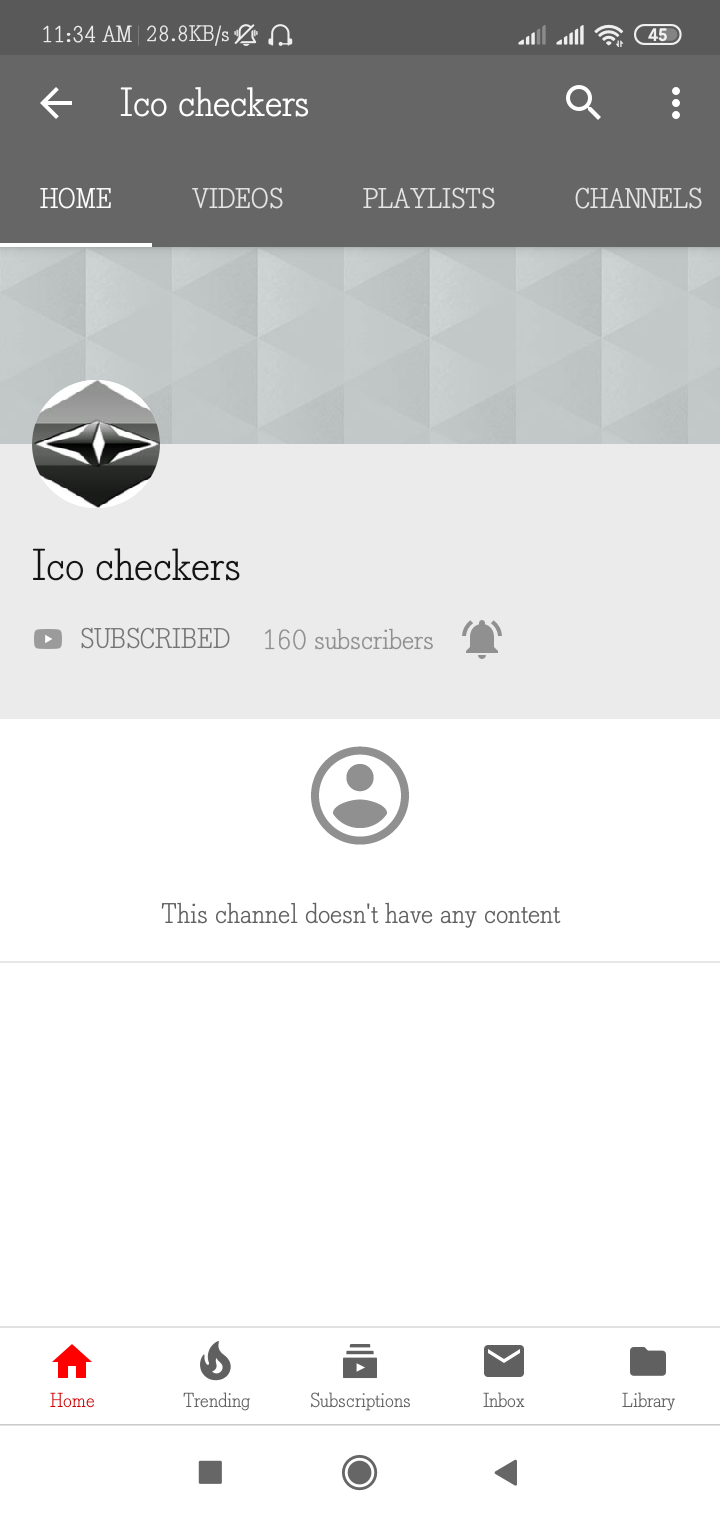 11:34 AM 28.8KB/s 45
Ico checkers
HOME VIDEOS PLAYLISTS CHANNELS
Ico checkers
SUBSCRIBED 160 subscribers
This channel doesn't have any content
Home Trending Subscriptions Inbox Library